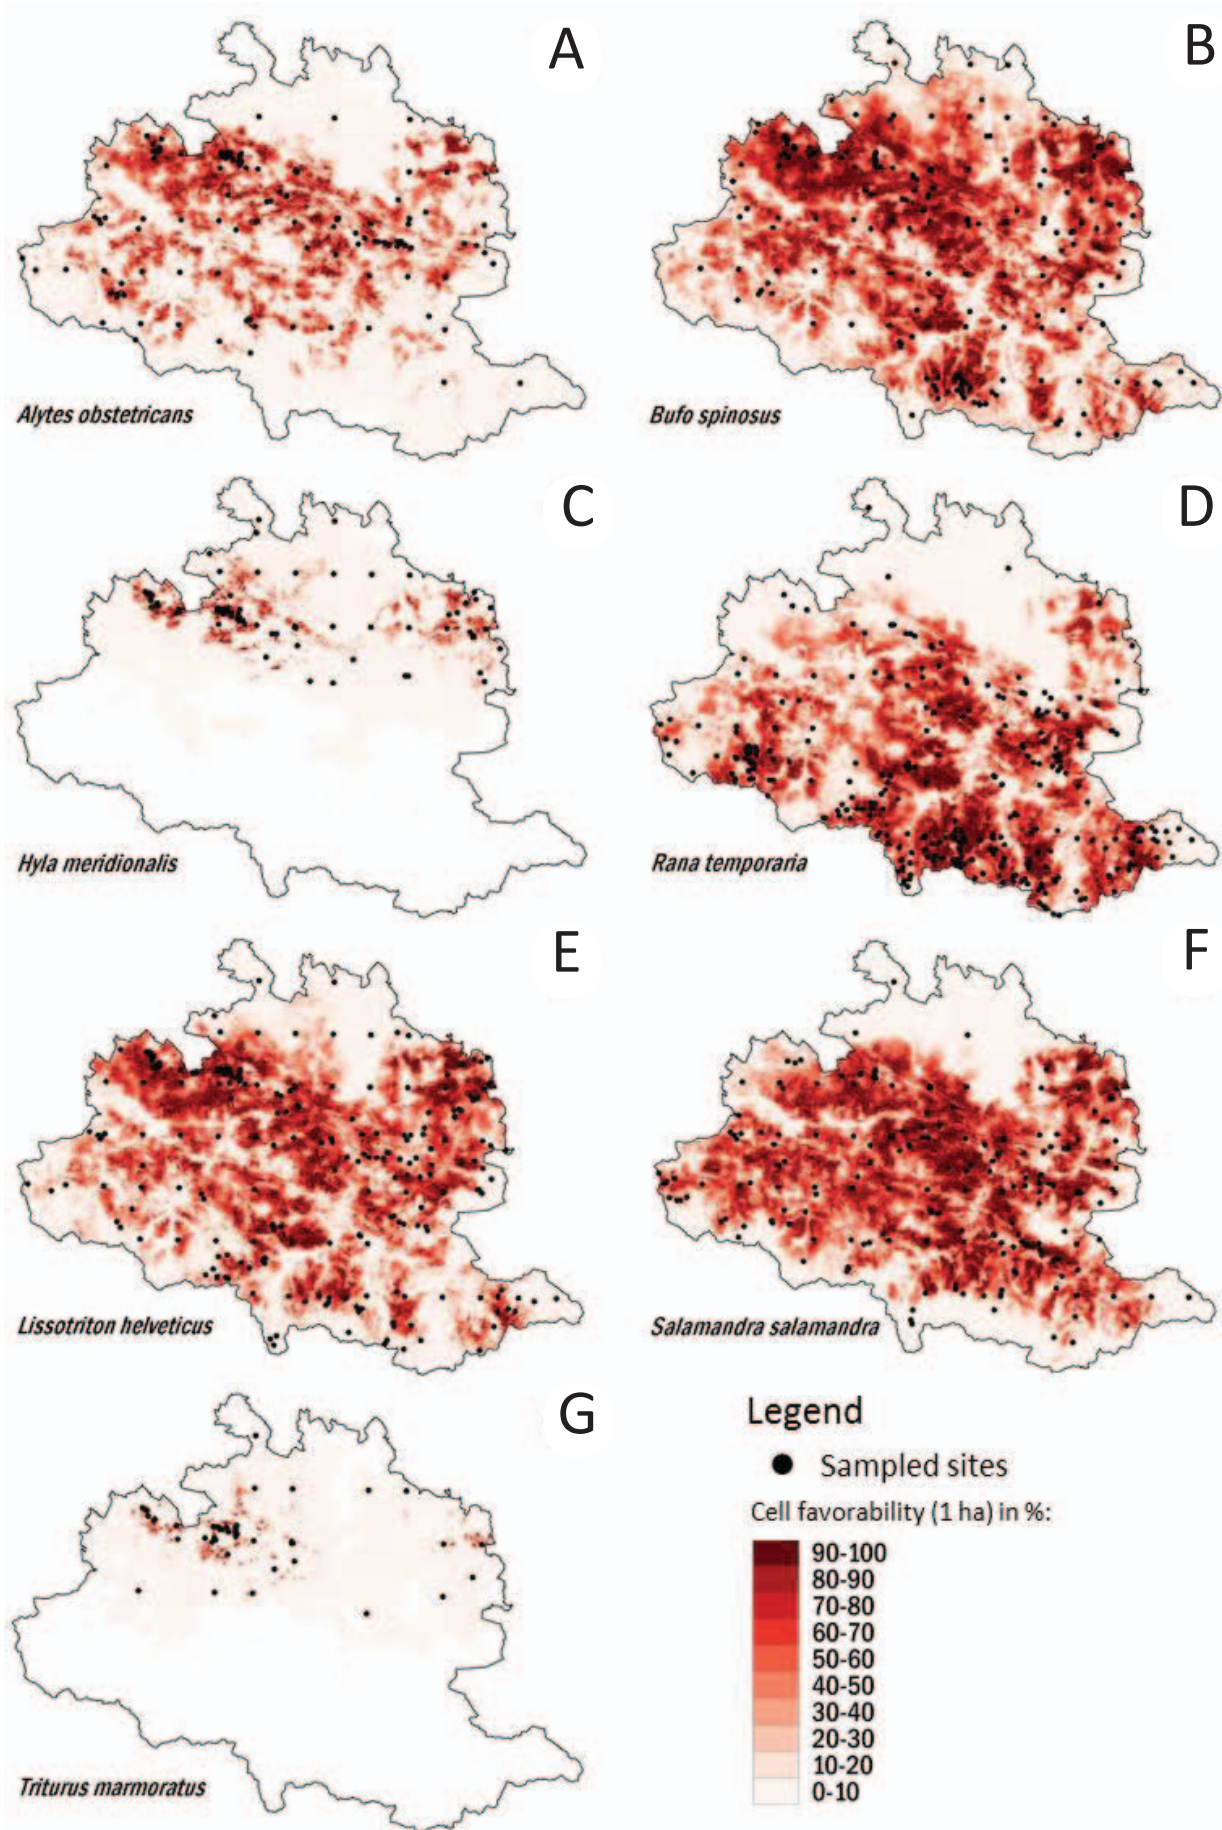 A
B
Alytes obstetricans
Bufo spinosus
C
D
Hyla meridionalis
Rana temporaria
E
F
Lissotriton helveticus
Salamandra salamandra
G
Triturus marmoratus
Legend
Sampled sites
Cell favorability (1 ha) in %:
90-100
80-90
70-80
60-70
50-60
40-50
30-40
20-30
10-20
0-10